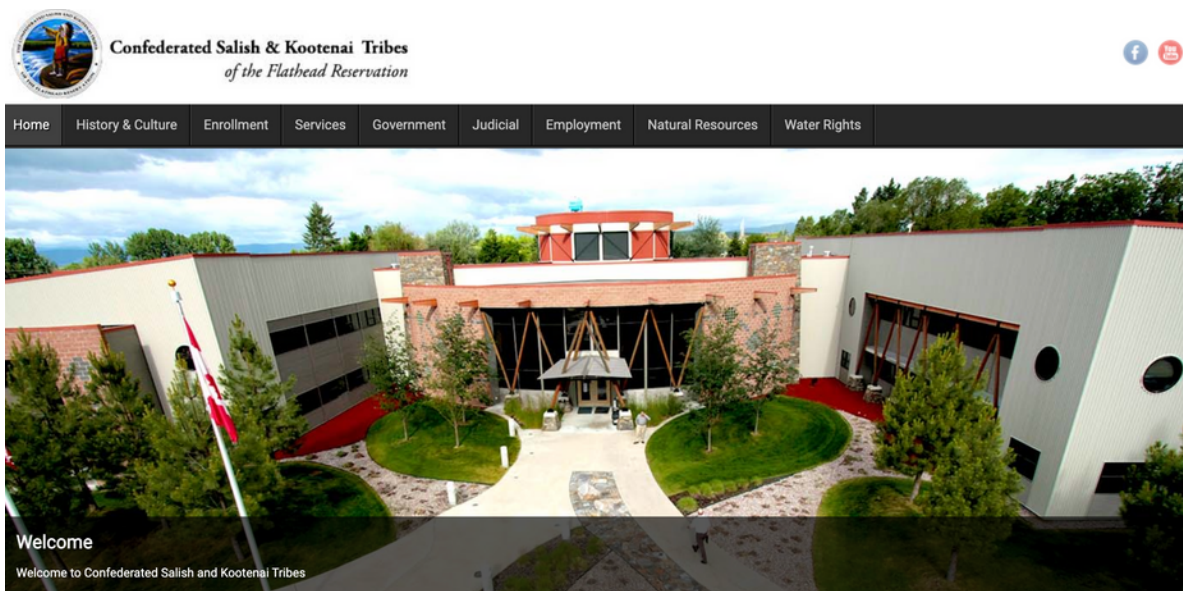 Confederated Salish & Kootenai Tribes
of the Flathead Reservation
Home History & Culture Enrollment Services Government Judicial Employment Natural Resources Water Rights
Welcome
Welcome to Confederated Salish and Kootenai Tribes